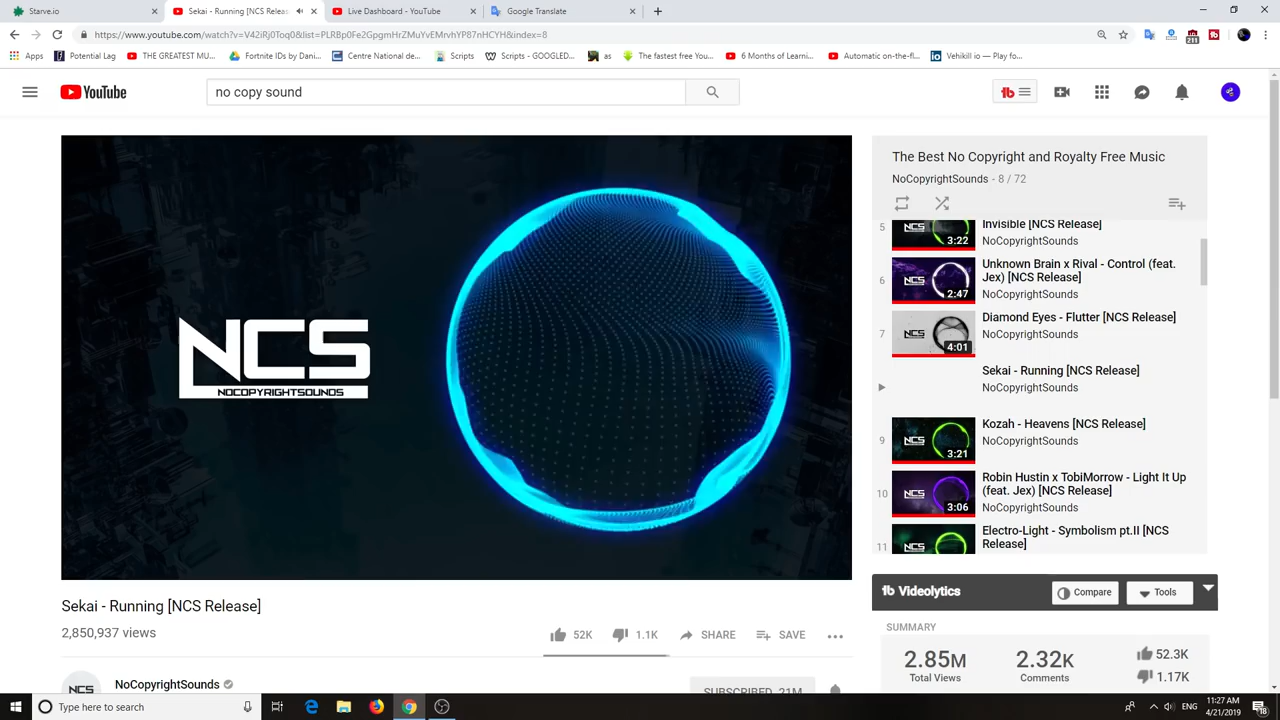 Starve.io
Sekai - Running [NCS Relea
Live Dashboard - YouTube
Google Translate
https://www.youtube.com/watch?v=V42iRj0Toq0&list=PLRBp0Fe2GpgmHrZMuYvEMrvhYP87nHCYH&index=8
211
Apps
Potential Lag
THE GREATEST MU...
Fortnite IDs by Dani...
Centre National de...
Scripts
Scripts - GOOGLED...
as
The fastest free You...
6 Months of Learni...
Automatic on-the-fl...
Vehikill io — Play fo...
YouTube
no copy sound
NCS
NOCOPYRIGHTSOUNDS
The Best No Copyright and Royalty Free Music
NoCopyrightSounds - 8 / 72
5
3:22
Invisible [NCS Release]
NoCopyrightSounds
6
2:47
Unknown Brain x Rival - Control (feat.
Jex) [NCS Release]
NoCopyrightSounds
7
4:01
Diamond Eyes - Flutter [NCS Release]
NoCopyrightSounds
Sekai - Running [NCS Release]
NoCopyrightSounds
9
3:21
Kozah - Heavens [NCS Release]
NoCopyrightSounds
10
3:06
Robin Hustin x TobiMorrow - Light It Up
(feat. Jex) [NCS Release]
NoCopyrightSounds
11
Electro-Light - Symbolism pt.II [NCS
Release]
Sekai - Running [NCS Release]
2,850,937 views
52K
1.1K
SHARE
SAVE
NoCopyrightSounds
SUBSCRIBED 21M
Videolytics
Compare
Tools
SUMMARY
2.85M
Total Views
2.32K
Comments
52.3K
1.17K
Type here to search
ENG
11:27 AM
4/21/2019
18